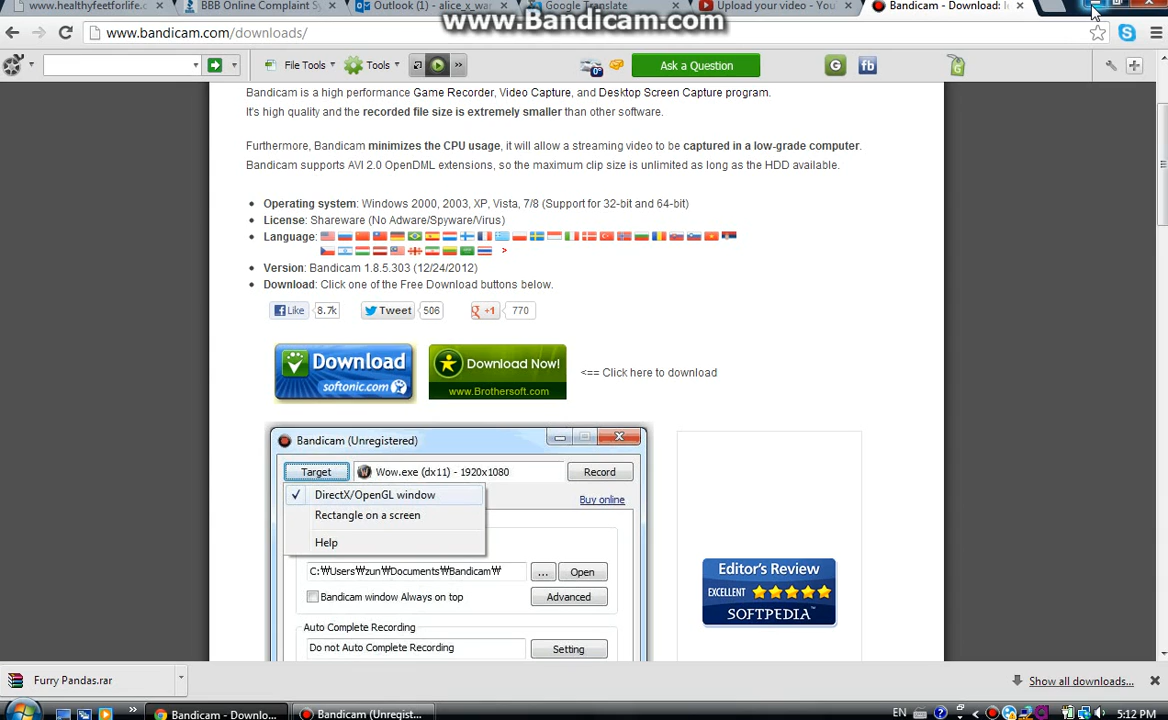 www.healthyfeetforlife.c
BBB Online Complaint Sy
Outlook (1) - alice_x_war
Google Translate
Upload your video - You
Bandicam - Download:
www.Bandicam.com
www.bandicam.com/downloads/
File Tools
Tools
Ask a Question
Bandicam is a high performance Game Recorder, Video Capture, and Desktop Screen Capture program.
It's high quality and the recorded file size is extremely smaller than other software.
Furthermore, Bandicam minimizes the CPU usage, it will allow a streaming video to be captured in a low-grade computer.
Bandicam supports AVI 2.0 OpenDML extensions, so the maximum clip size is unlimited as long as the HDD available.
Operating system: Windows 2000, 2003, XP, Vista, 7/8 (Support for 32-bit and 64-bit)
License: Shareware (No Adware/Spyware/Virus)
Language:
Version: Bandicam 1.8.5.303 (12/24/2012)
Download: Click one of the Free Download buttons below.
Like 8.7k Tweet 506 +1 770
Download
softonic.com
Download Now!
www.Brothersoft.com
<== Click here to download
Bandicam (Unregistered)
Target Wow.exe (dx11) - 1920x1080 Record
DirectX/OpenGL window
Buy online
Rectangle on a screen
Help
C:₩Users₩zun₩Documents₩Bandicam₩ ... Open
Bandicam window Always on top Advanced
Auto Complete Recording
Do not Auto Complete Recording Setting
Editor's Review
EXCELLENT
SOFTPEDIA
Furry Pandas.rar
Show all downloads...
Bandicam - Downlo...
Bandicam (Unregist...
EN
5:12 PM